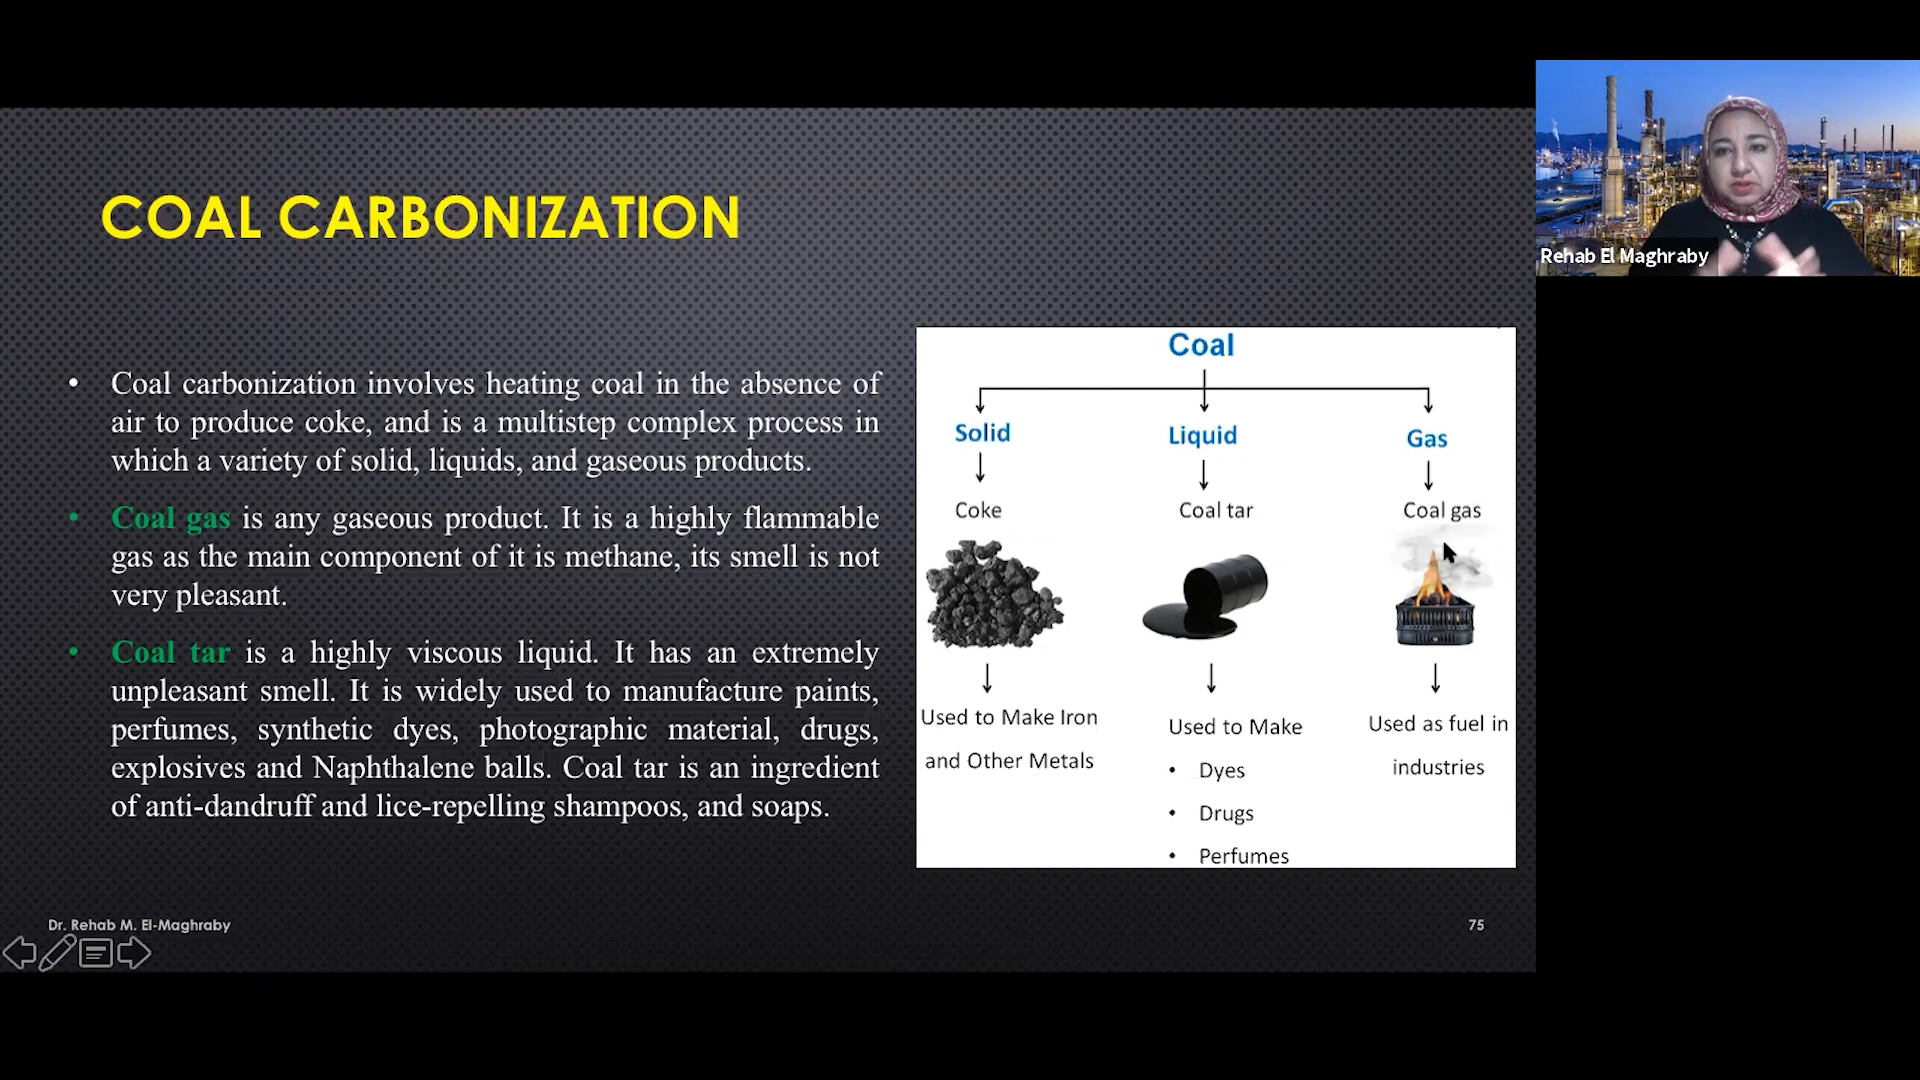 COAL CARBONIZATION
• Coal carbonization involves heating coal in the absence of
air to produce coke, and is a multistep complex process in
which a variety of solid, liquids, and gaseous products.
• Coal gas is any gaseous product. It is a highly flammable
gas as the main component of it is methane, its smell is not
very pleasant.
• Coal tar is a highly viscous liquid. It has an extremely
unpleasant smell. It is widely used to manufacture paints,
perfumes, synthetic dyes, photographic material, drugs,
explosives and Naphthalene balls. Coal tar is an ingredient
of anti-dandruff and lice-repelling shampoos, and soaps.
Coal
Solid
Coke
Used to Make Iron
and Other Metals
Liquid
Coal tar
Used to Make
• Dyes
• Drugs
• Perfumes
Gas
Coal gas
Used as fuel in
industries
Dr. Rehab M. El-Maghraby
75
Rehab El Maghraby